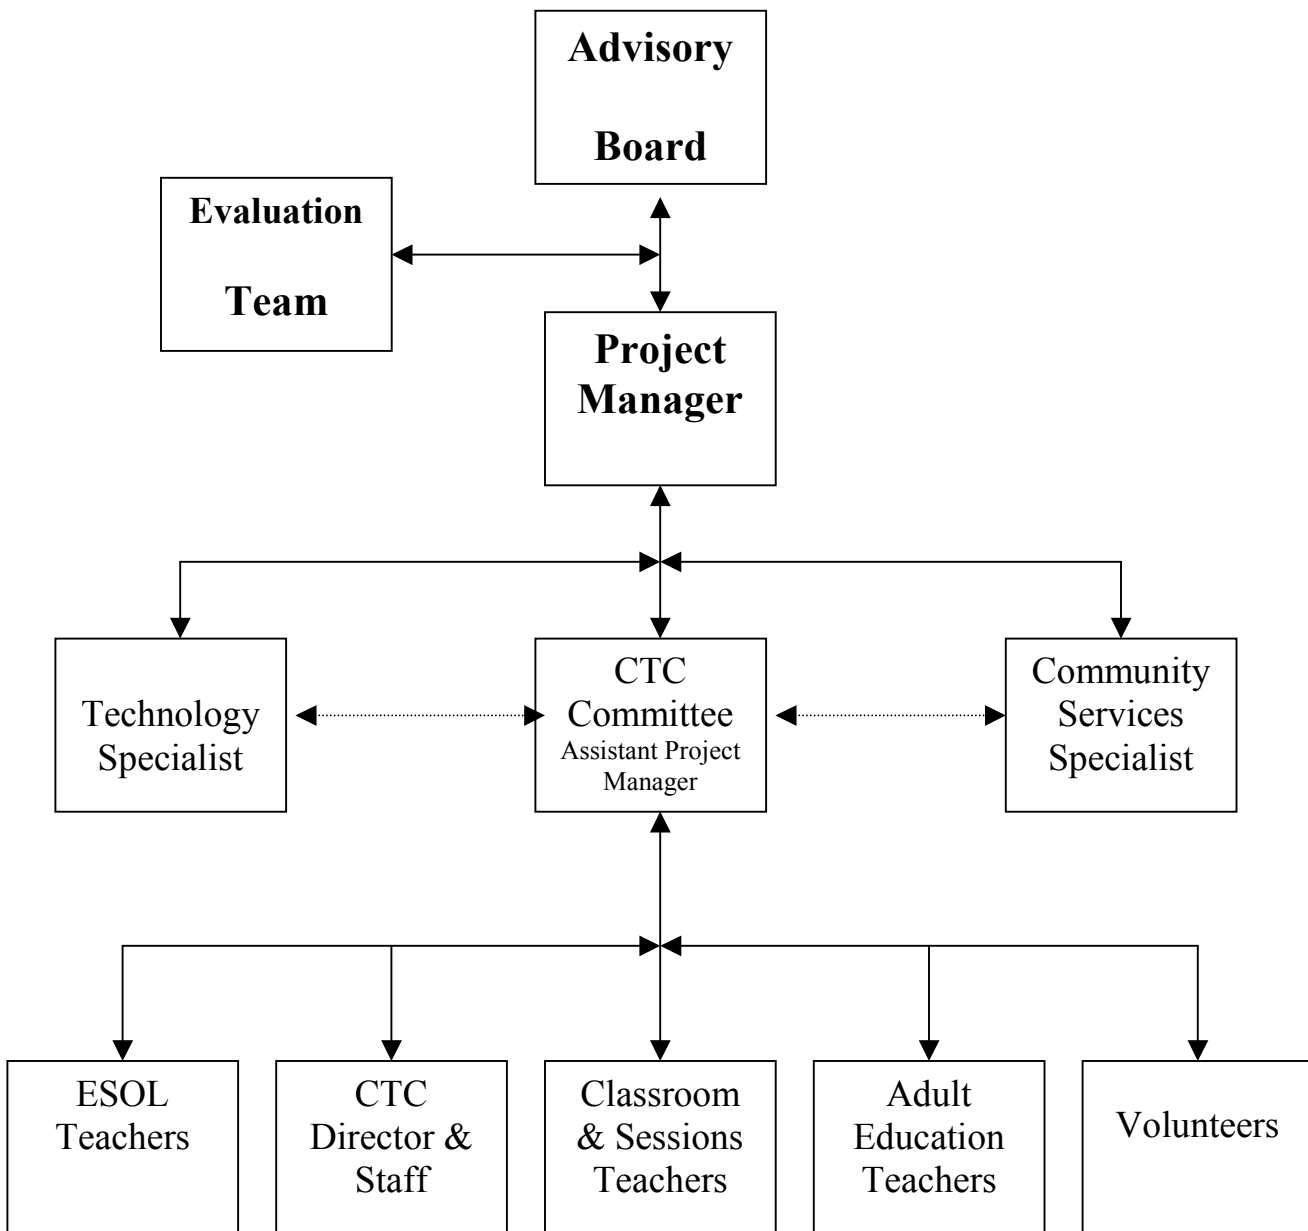 Advisory
Board
Evaluation
Team
Project
Manager
Technology
Specialist
CTC
Committee
Assistant Project
Manager
Community
Services
Specialist
ESOL
Teachers
CTC
Director &
Staff
Classroom
& Sessions
Teachers
Adult
Education
Teachers
Volunteers